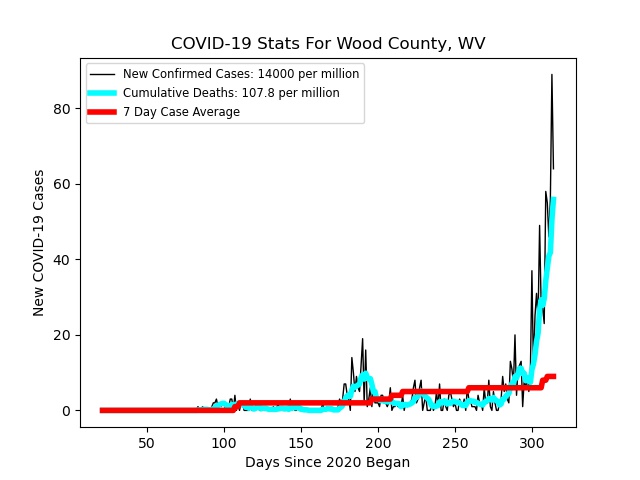 COVID-19 Stats For Wood County, WV
New Confirmed Cases: 14000 per million
Cumulative Deaths: 107.8 per million
7 Day Case Average
New COVID-19 Cases
80
60
40
20
0
50 100 150 200 250 300
Days Since 2020 Began